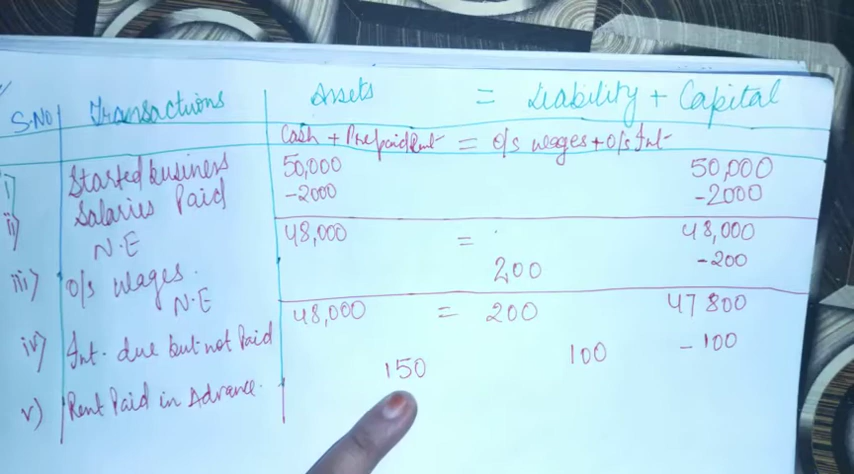 S.No Transactions Assets = Liability + Capital
Cash + Prepaid Rent = O/s wages + O/s Int
i) Started business 50,000 50,000
ii) Salaries Paid -2000 -2000
N.E 48,000 = 48,000
iii) O/s wages. 200 -200
N.E 48,000 = 200 47800
iv) Int. due but not Paid 100 -100
v) Rent Paid in Advance. 150